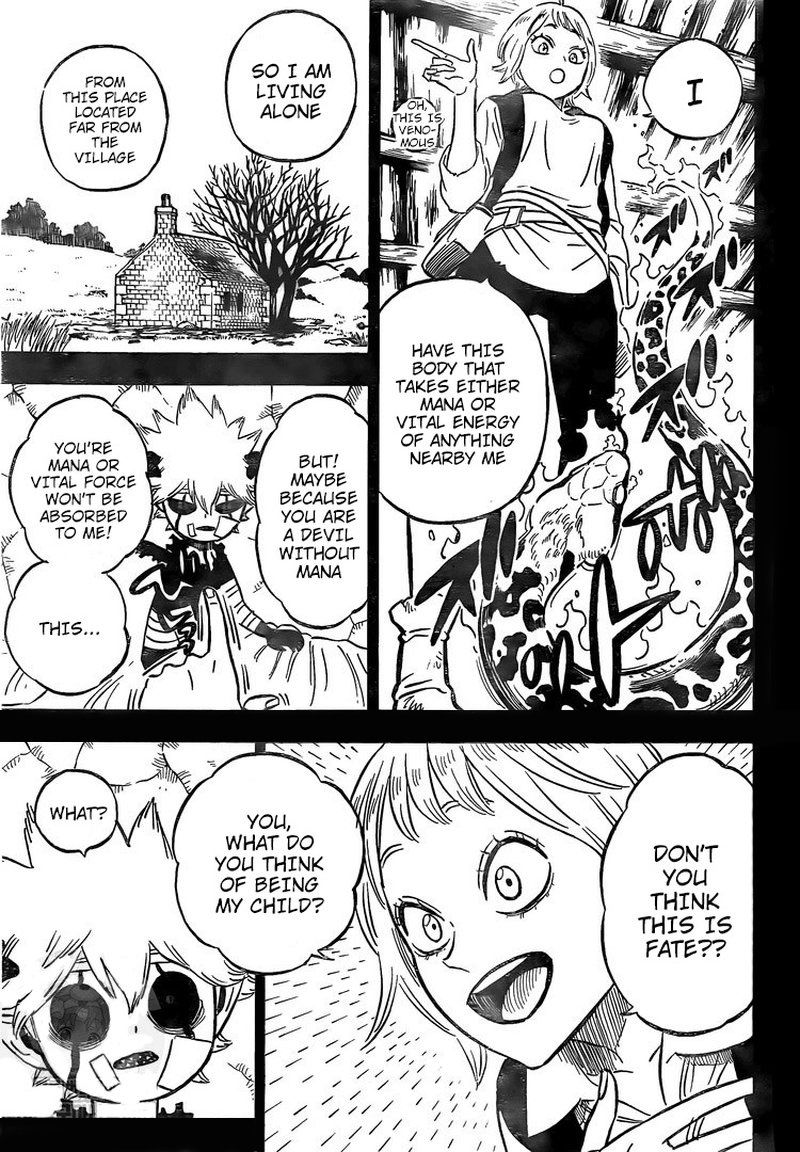 I
OH,
THIS IS
VENO-
MOUS.
HAVE THIS
BODY THAT
TAKES EITHER
MANA OR
VITAL ENERGY
OF ANYTHING
NEARBY ME
SO I AM
LIVING
ALONE
FROM
THIS PLACE
LOCATED
FAR FROM
THE
VILLAGE
BUT!
MAYBE
BECAUSE
YOU ARE
A DEVIL
WITHOUT
MANA
YOU'RE
MANA OR
VITAL FORCE
WON'T BE
ABSORBED
TO ME!
THIS...
DON'T
YOU
THINK
THIS IS
FATE??
YOU,
WHAT DO
YOU THINK
OF BEING
MY CHILD?
WHAT?